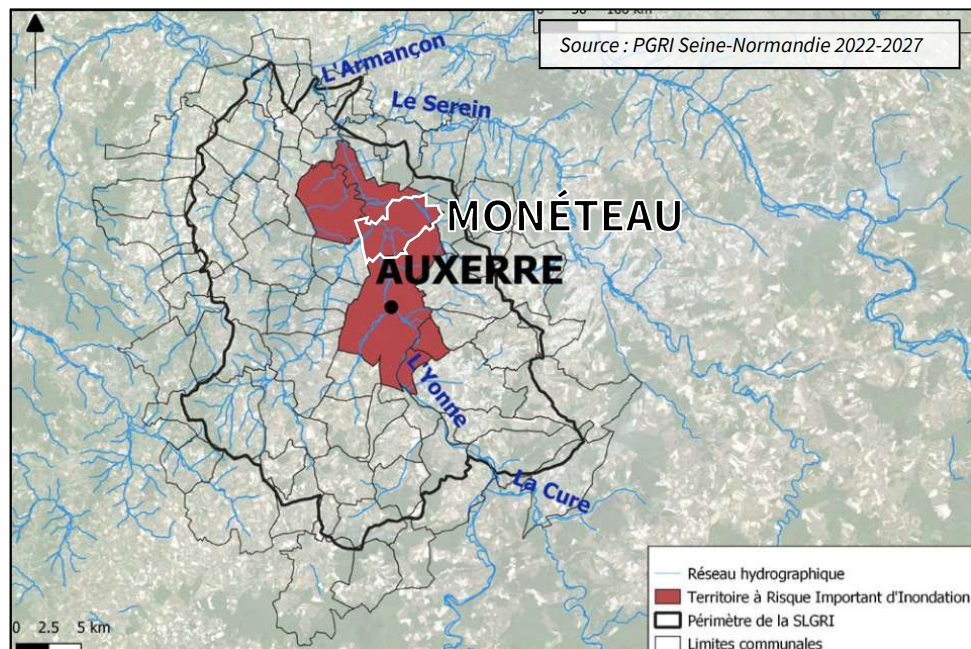 Source : PGRI Seine-Normandie 2022-2027
L'Armançon
Le Serein
MONÉTEAU
AUXERRE
L'Yonne
La Cure
Réseau hydrographique
Territoire à Risque Important d'Inondation
Périmètre de la SLGRI
Limites communales
0 2.5 5 km